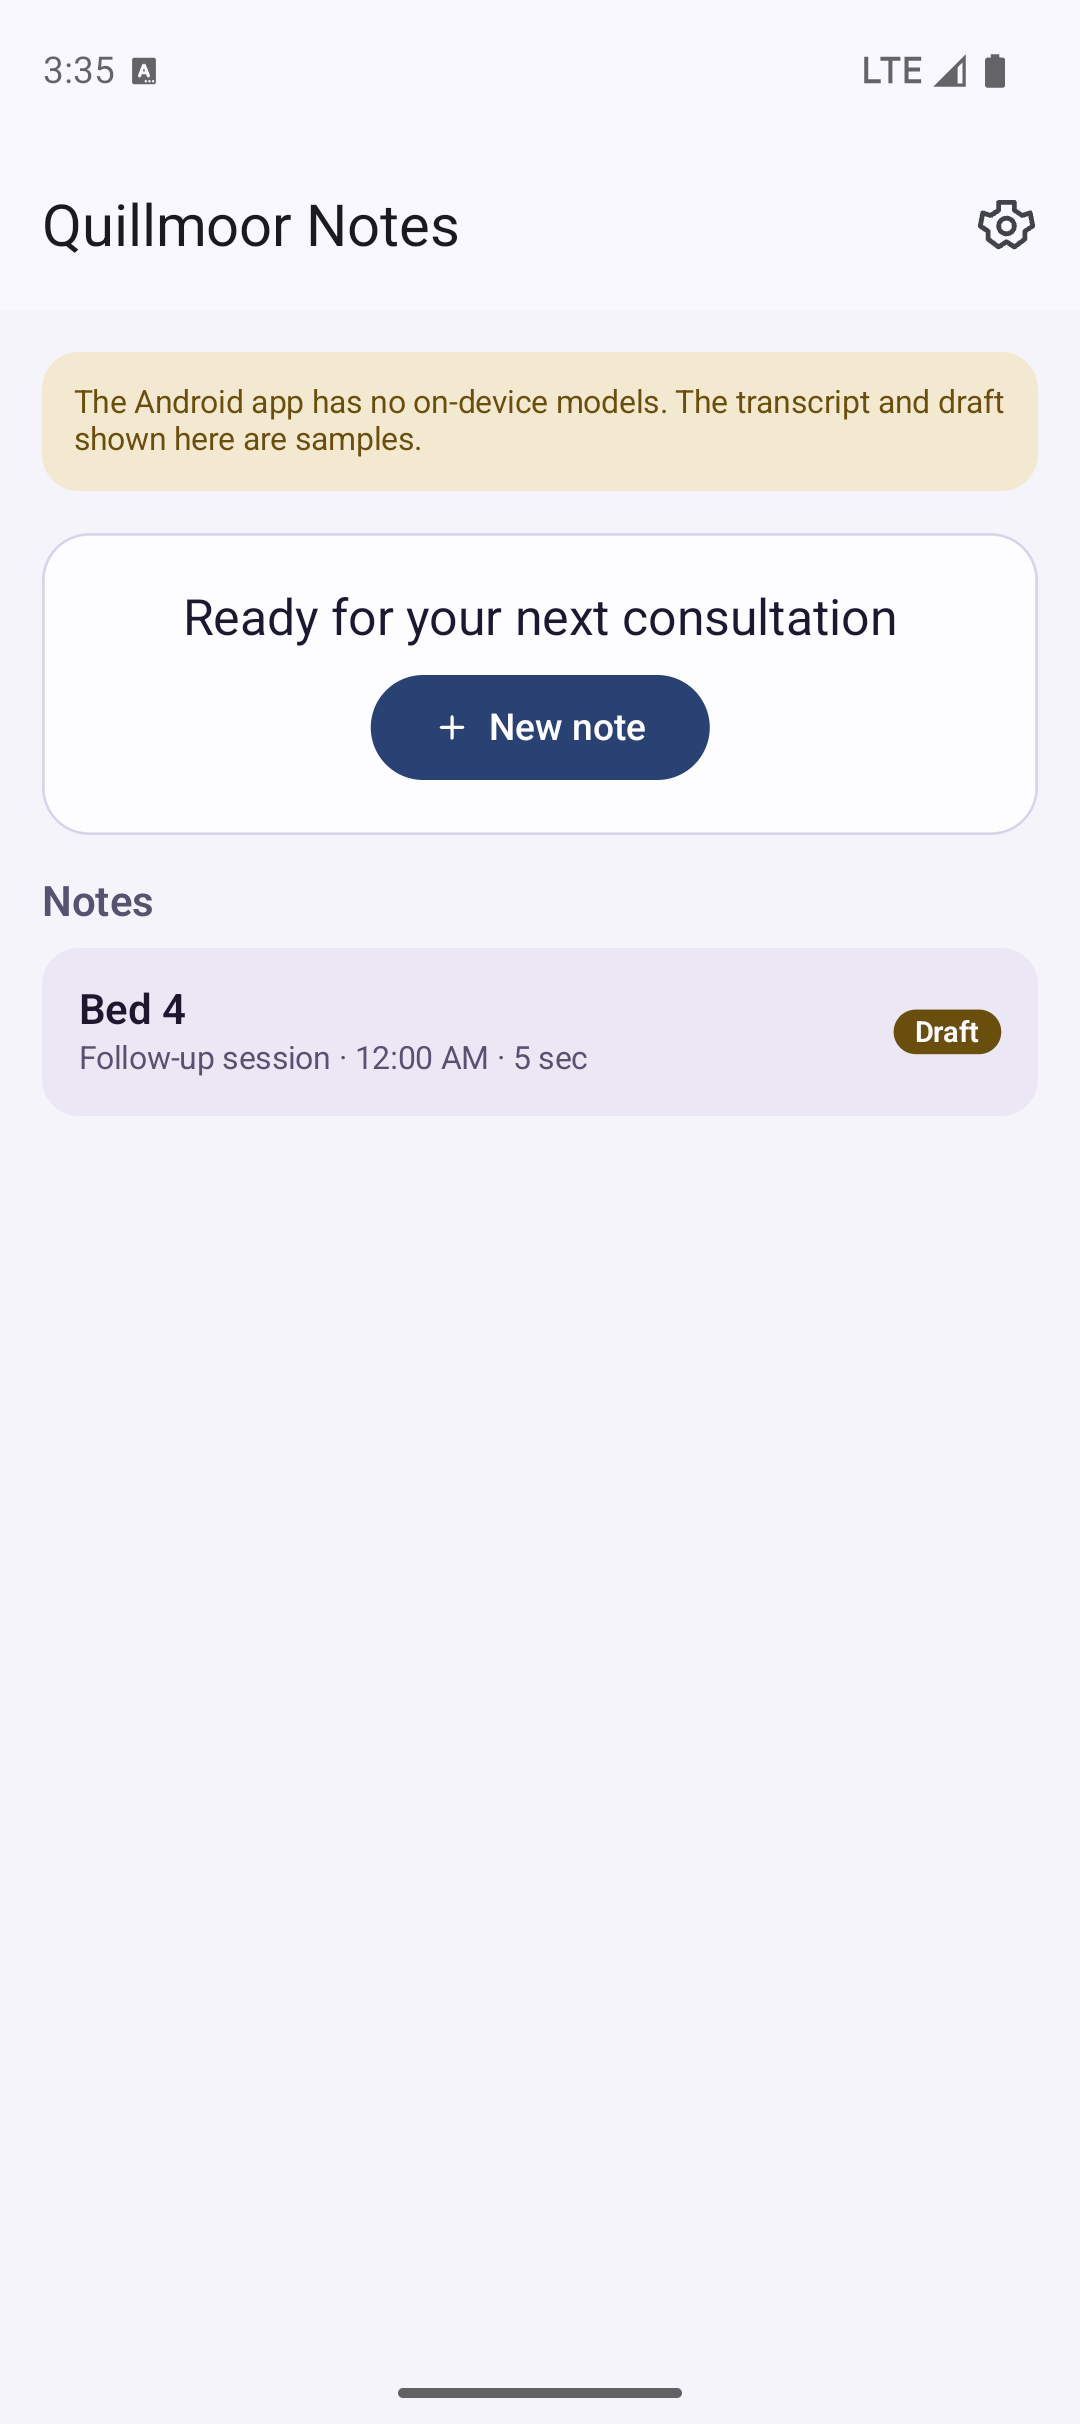 3:35
LTE
Quillmoor Notes
The Android app has no on-device models. The transcript and draft
shown here are samples.
Ready for your next consultation
+ New note
Notes
Bed 4
Follow-up session · 12:00 AM · 5 sec
Draft